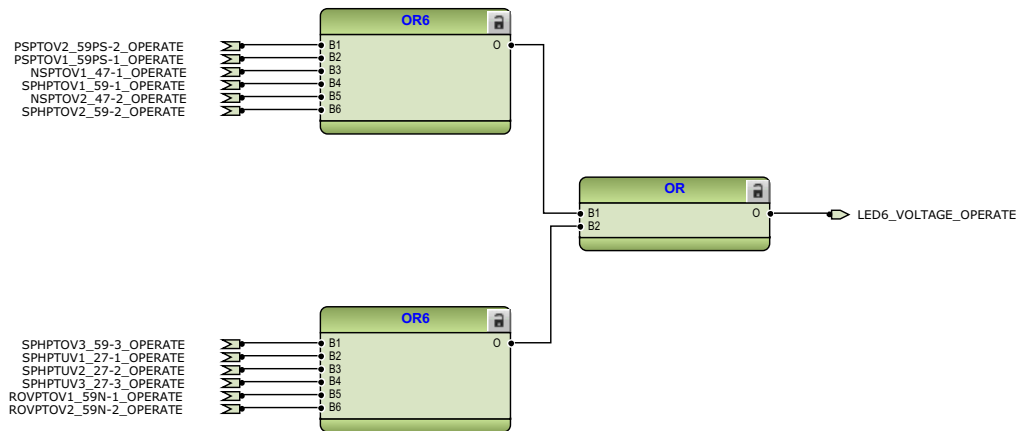 OR6
PSPTOV2_59PS-2_OPERATE
PSPTOV1_59PS-1_OPERATE
NSPTOV1_47-1_OPERATE
SPHPTOV1_59-1_OPERATE
NSPTOV2_47-2_OPERATE
SPHPTOV2_59-2_OPERATE
B1
B2
B3
B4
B5
B6
O
OR
B1
B2
O
LED6_VOLTAGE_OPERATE
OR6
SPHPTOV3_59-3_OPERATE
SPHPTUV1_27-1_OPERATE
SPHPTUV2_27-2_OPERATE
SPHPTUV3_27-3_OPERATE
ROVPTOV1_59N-1_OPERATE
ROVPTOV2_59N-2_OPERATE
B1
B2
B3
B4
B5
B6
O